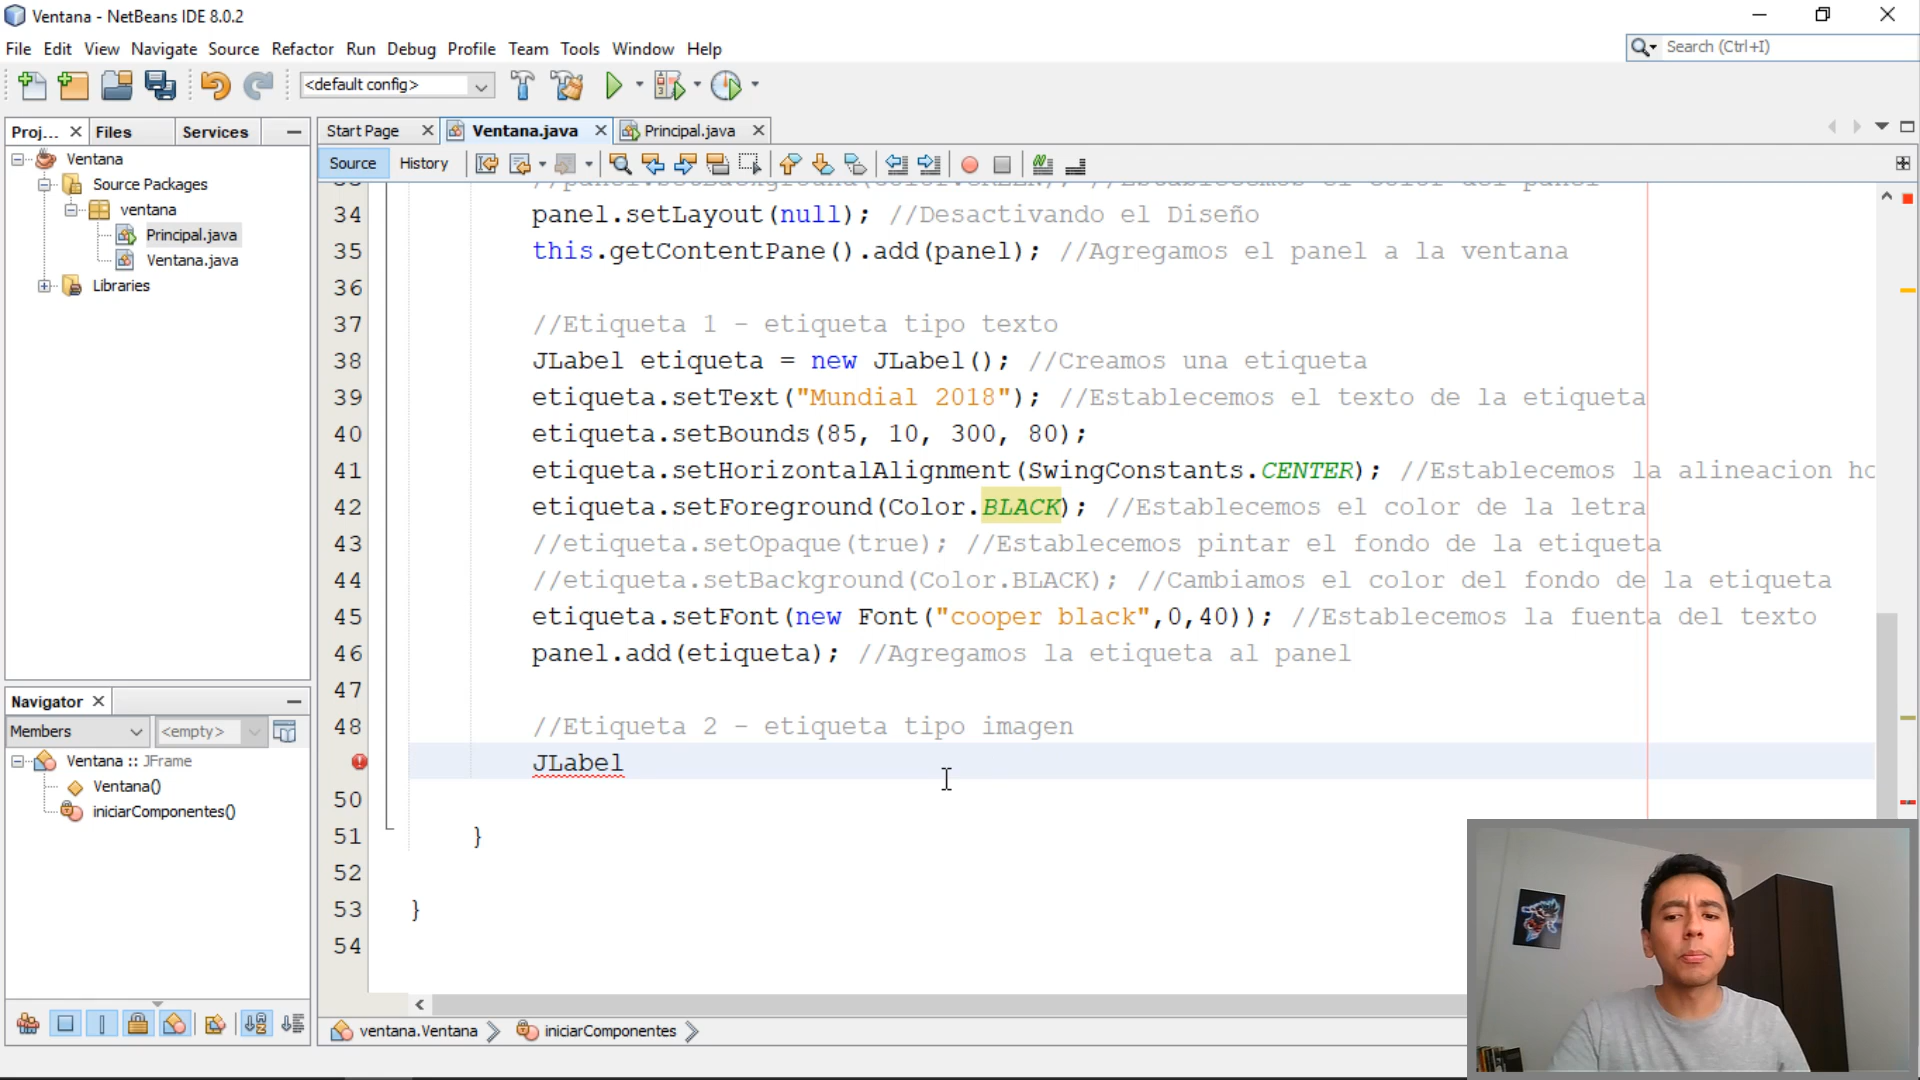 Ventana - NetBeans IDE 8.0.2
File Edit View Navigate Source Refactor Run Debug Profile Team Tools Window Help
Search (Ctrl+I)
<default config>
Proj... Files Services
Start Page Ventana.java Principal.java
Source History
Ventana
Source Packages
ventana
Principal.java
Ventana.java
Libraries
34 panel.setLayout(null); //Desactivando el Diseño
35 this.getContentPane().add(panel); //Agregamos el panel a la ventana
36
37 //Etiqueta 1 - etiqueta tipo texto
38 JLabel etiqueta = new JLabel(); //Creamos una etiqueta
39 etiqueta.setText("Mundial 2018"); //Establecemos el texto de la etiqueta
40 etiqueta.setBounds(85, 10, 300, 80);
41 etiqueta.setHorizontalAlignment(SwingConstants.CENTER); //Establecemos la alineacion ho
42 etiqueta.setForeground(Color.BLACK); //Establecemos el color de la letra
43 //etiqueta.setOpaque(true); //Establecemos pintar el fondo de la etiqueta
44 //etiqueta.setBackground(Color.BLACK); //Cambiamos el color del fondo de la etiqueta
45 etiqueta.setFont(new Font("cooper black",0,40)); //Establecemos la fuenta del texto
46 panel.add(etiqueta); //Agregamos la etiqueta al panel
47
48 //Etiqueta 2 - etiqueta tipo imagen
JLabel
50
51 }
52
53 }
54
Navigator
Members <empty>
Ventana :: JFrame
Ventana()
iniciarComponentes()
ventana.Ventana iniciarComponentes